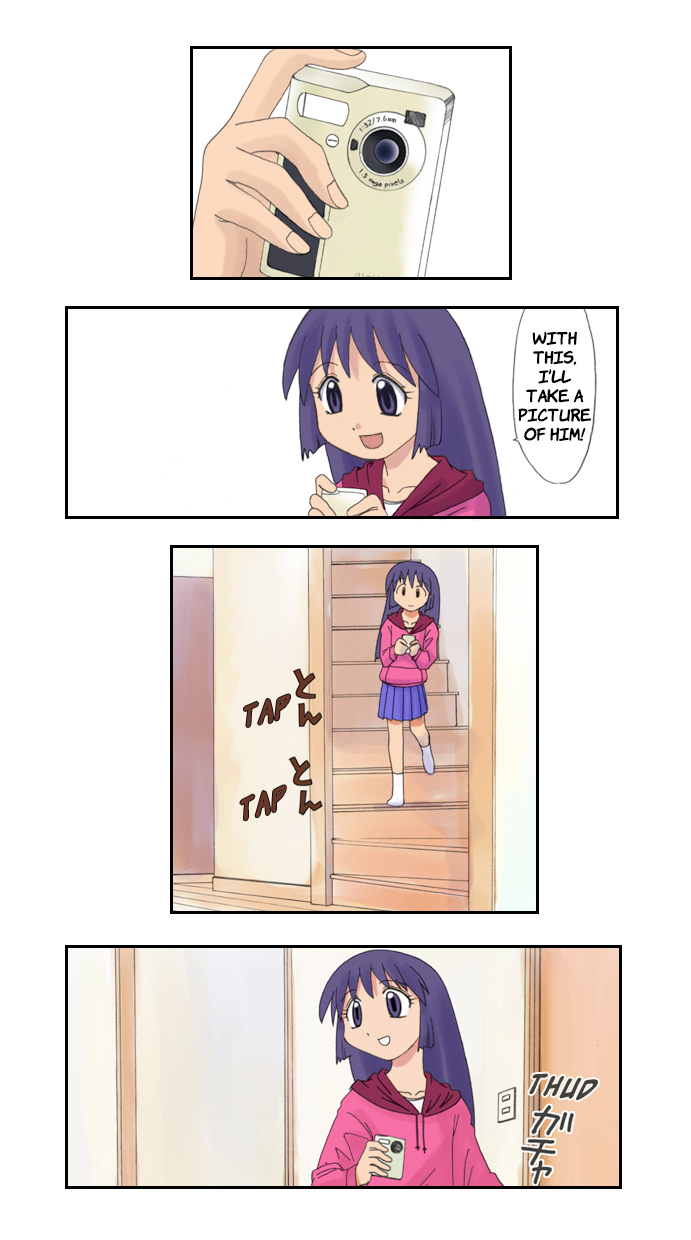 1:3.2/7.6mm
1.5 mega pixels
WITH
THIS,
I'LL
TAKE A
PICTURE
OF HIM!
とん
TAP
とん
TAP
THUD
ガチャ